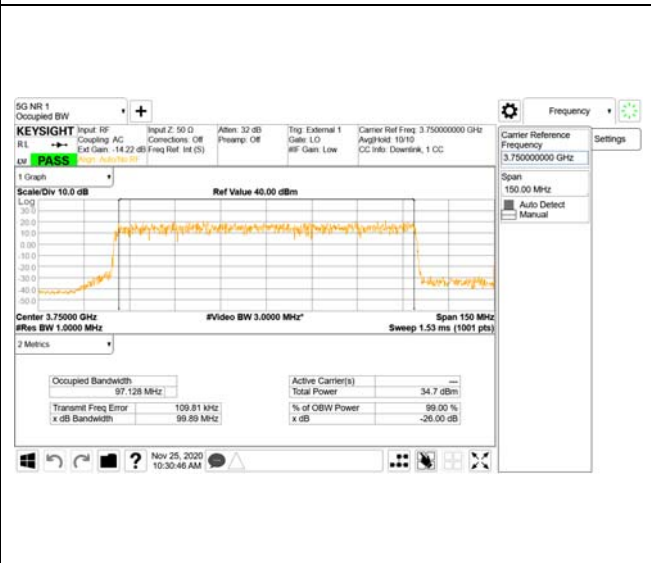 5G NR 1
Occupied BW
Frequency
KEYSIGHT
Input: RF
Coupling: AC
Ext Gain: -14.22 dB
Align: Auto/No RF
Input Z: 50 Ω
Corrections: Off
Freq Ref: Int (S)
Atten: 32 dB
Preamp: Off
Trig: External 1
Gate: LO
#IF Gain: Low
Carrier Ref Freq: 3.750000000 GHz
Avg|Hold: 10/10
CC Info: Downlink, 1 CC
PASS
Carrier Reference
Frequency
3.750000000 GHz
Settings
Span
150.00 MHz
Auto Detect
Manual
1 Graph
Scale/Div 10.0 dB
Ref Value 40.00 dBm
Log
30.0
20.0
10.0
0.00
-10.0
-20.0
-30.0
-40.0
-50.0
Center 3.75000 GHz
#Video BW 3.0000 MHz*
Span 150 MHz
#Res BW 1.0000 MHz
Sweep 1.53 ms (1001 pts)
2 Metrics
Occupied Bandwidth
97.128 MHz
Active Carrier(s)
---
Total Power
34.7 dBm
Transmit Freq Error
109.81 kHz
x dB Bandwidth
99.89 MHz
% of OBW Power
99.00 %
x dB
-26.00 dB
?
Nov 25, 2020
10:30:46 AM